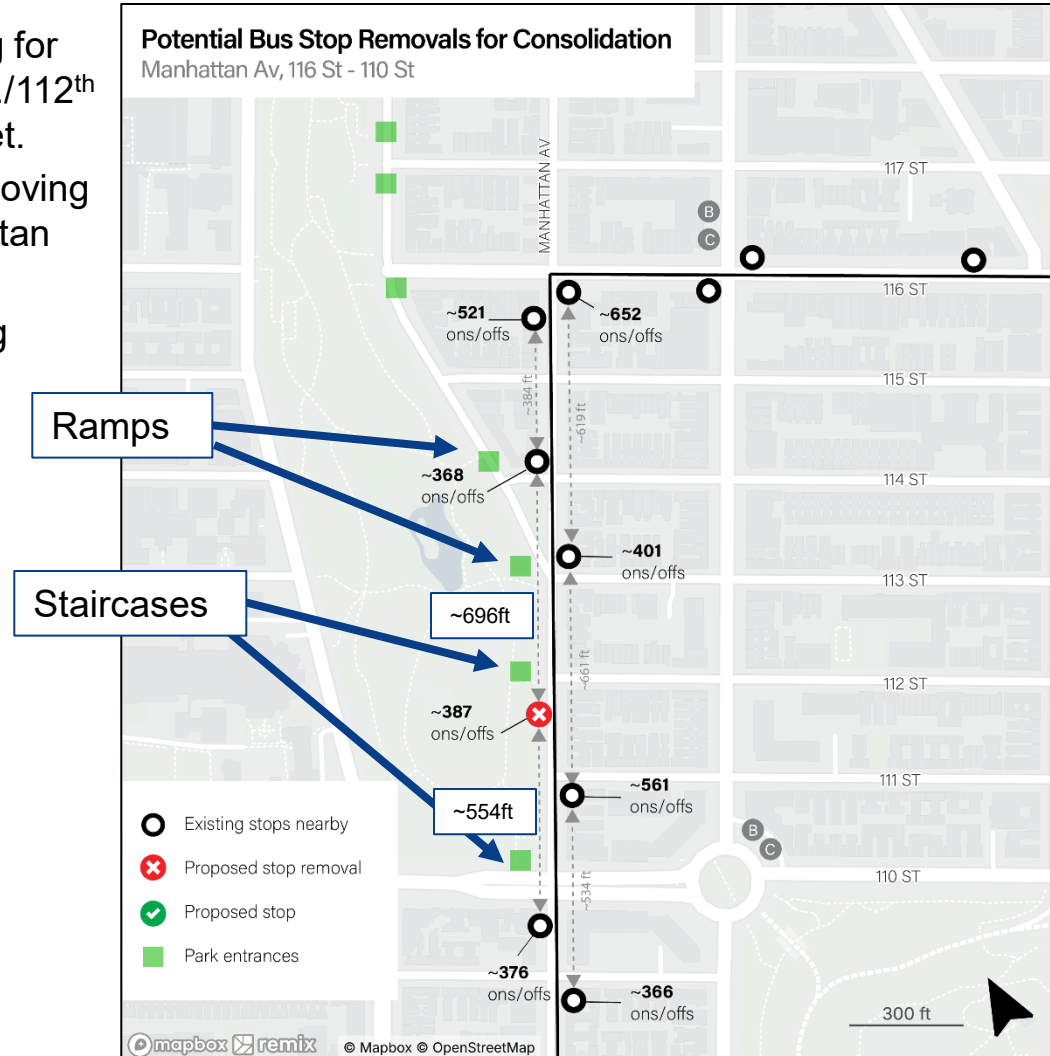 g for
./112th
et.
oving
tan
g
Potential Bus Stop Removals for Consolidation
Manhattan Av, 116 St - 110 St
MANHATTAN AV
117 ST
B
C
116 ST
~521
ons/offs
~652
ons/offs
115 ST
~384 ft
~619 ft
Ramps
~368
ons/offs
114 ST
~401
ons/offs
113 ST
Staircases
~696ft
~661 ft
112 ST
~387
ons/offs
111 ST
~561
ons/offs
~554ft
B
C
110 ST
~534 ft
Existing stops nearby
Proposed stop removal
Proposed stop
Park entrances
~376
ons/offs
~366
ons/offs
300 ft
mapbox remix © Mapbox © OpenStreetMap